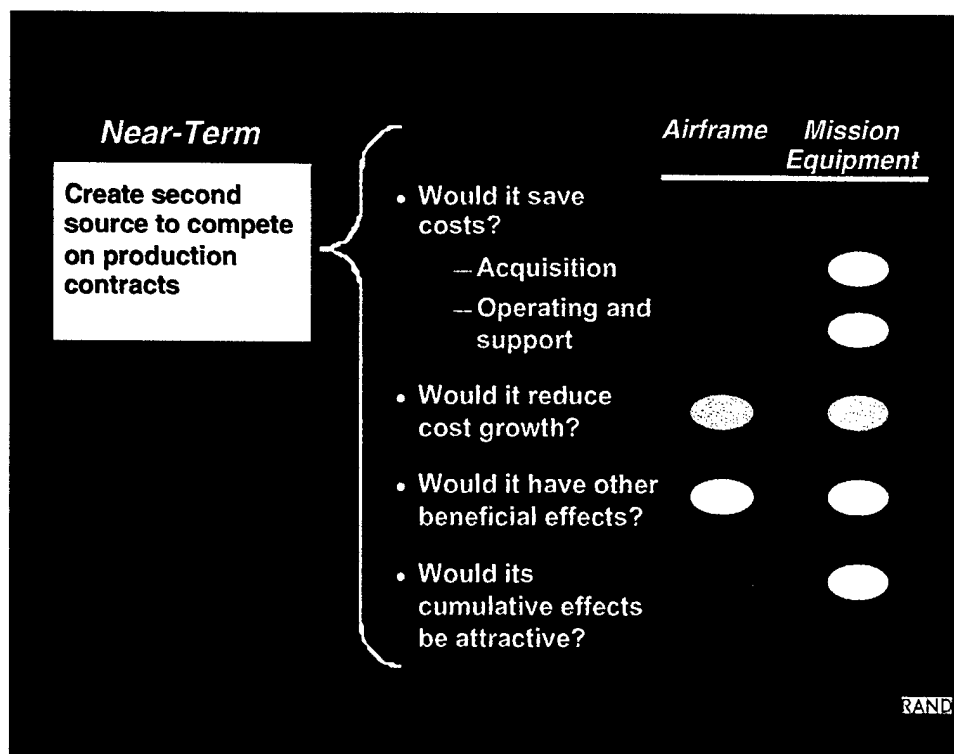 Near-Term
Create second
source to compete
on production
contracts
Airframe
Mission
Equipment
• Would it save
costs?
– Acquisition
– Operating and
support
• Would it reduce
cost growth?
• Would it have other
beneficial effects?
• Would its
cumulative effects
be attractive?
RAND